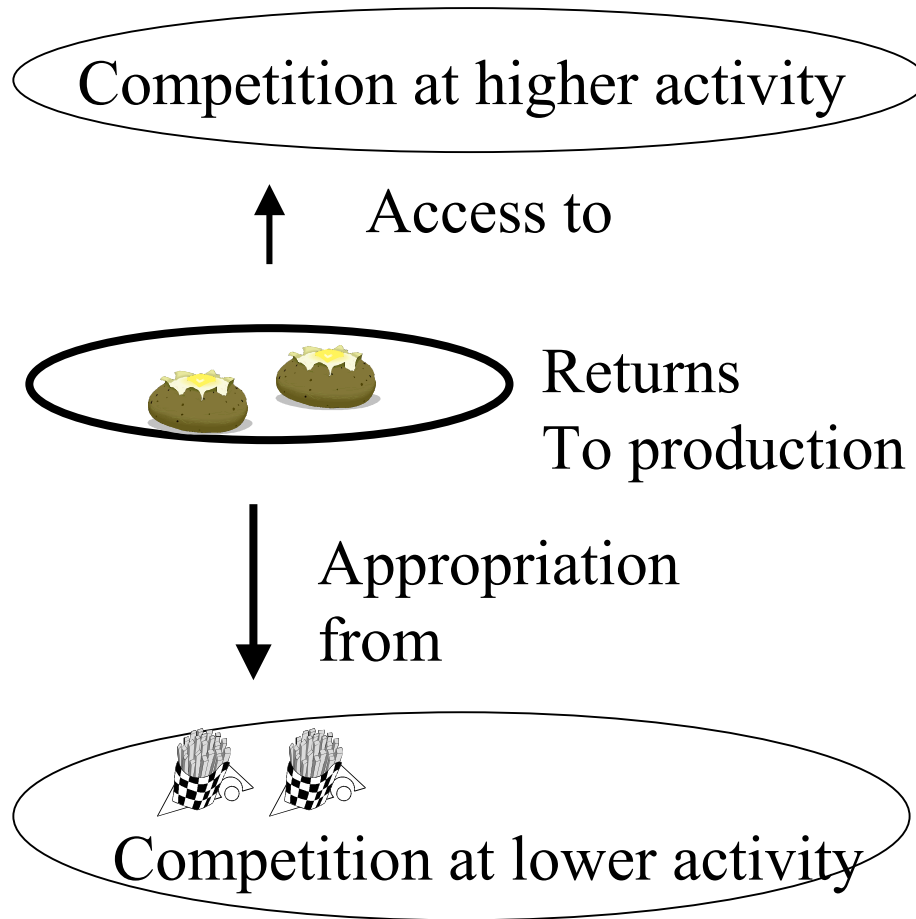 Competition at higher activity
Access to
Returns
To production
Appropriation
from
Competition at lower activity